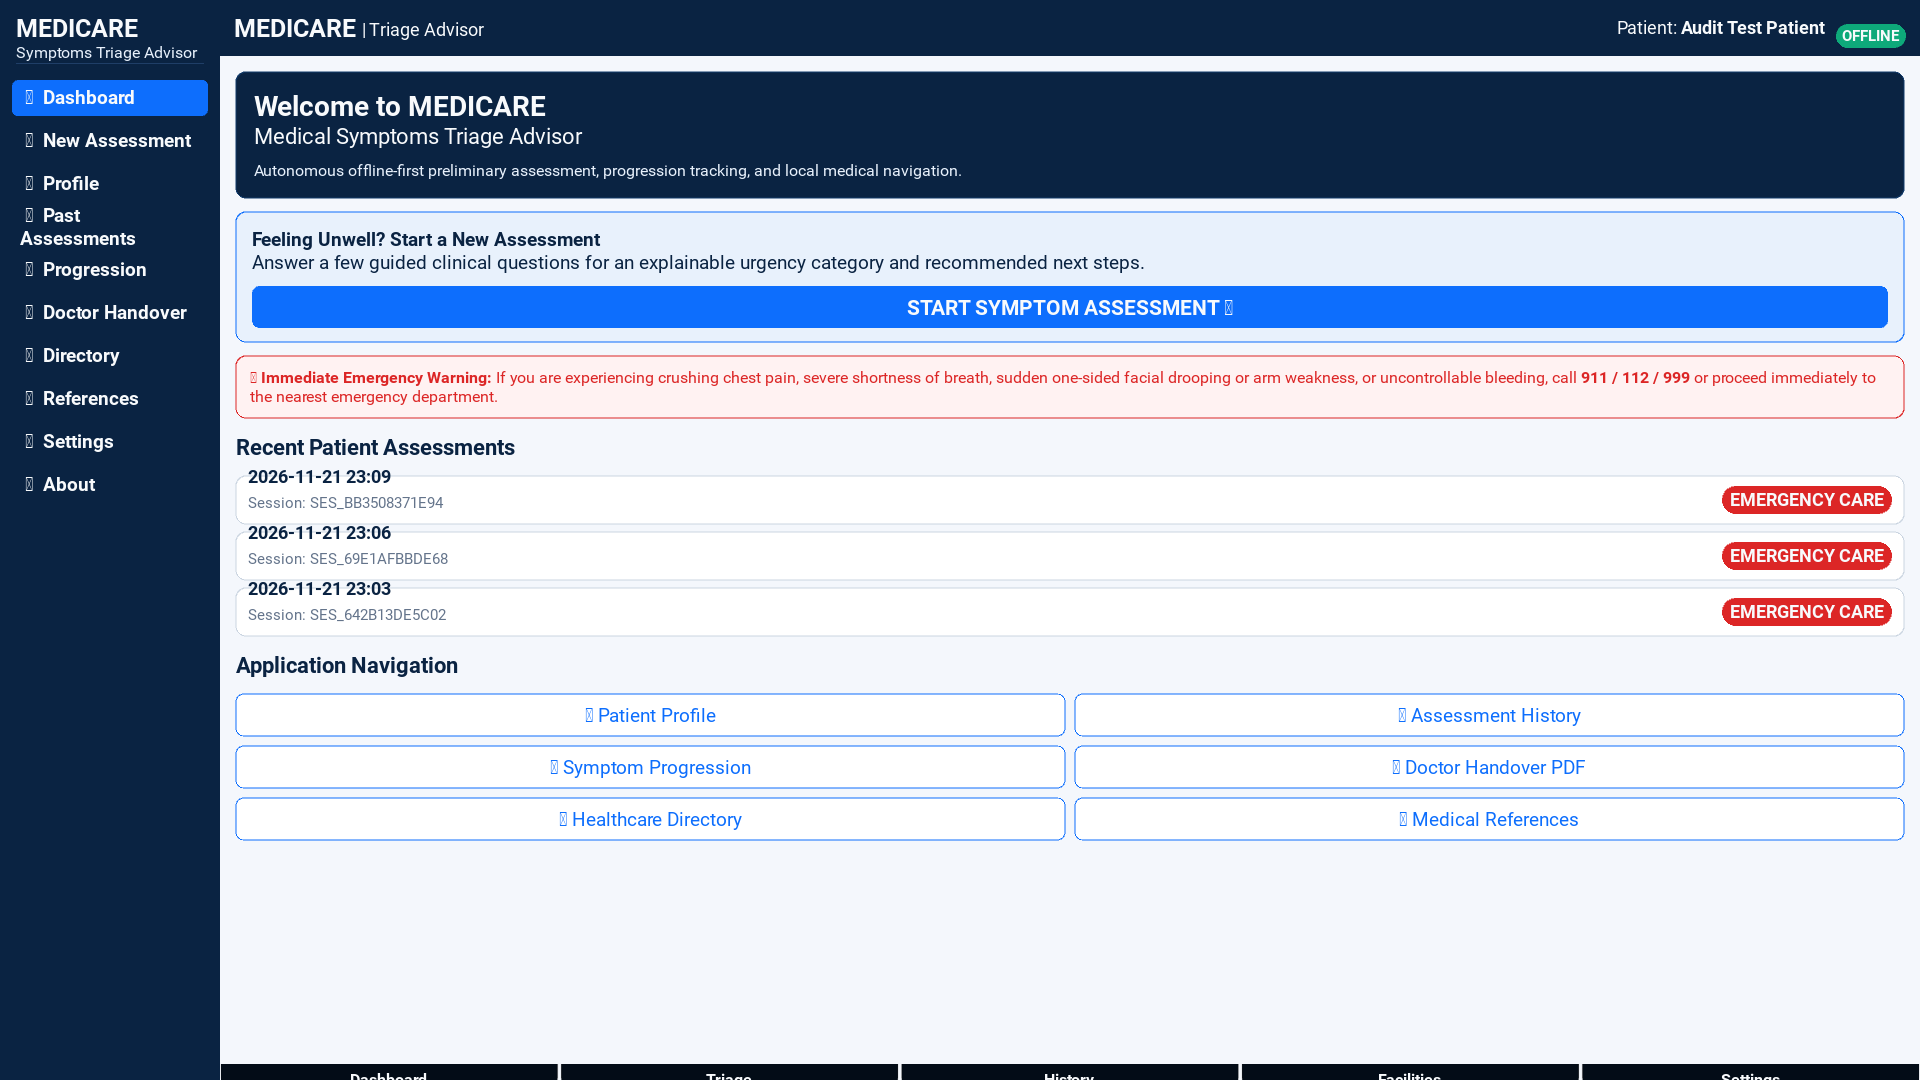 MEDICARE
Symptoms Triage Advisor
Dashboard
New Assessment
Profile
Past
Assessments
Progression
Doctor Handover
Directory
References
Settings
About
MEDICARE | Triage Advisor
Patient: Audit Test Patient
OFFLINE
Welcome to MEDICARE
Medical Symptoms Triage Advisor
Autonomous offline-first preliminary assessment, progression tracking, and local medical navigation.
Feeling Unwell? Start a New Assessment
Answer a few guided clinical questions for an explainable urgency category and recommended next steps.
START SYMPTOM ASSESSMENT
Immediate Emergency Warning: If you are experiencing crushing chest pain, severe shortness of breath, sudden one-sided facial drooping or arm weakness, or uncontrollable bleeding, call 911 / 112 / 999 or proceed immediately to
the nearest emergency department.
Recent Patient Assessments
2026-11-21 23:09
Session: SES_BB3508371E94
EMERGENCY CARE
2026-11-21 23:06
Session: SES_69E1AFBBDE68
EMERGENCY CARE
2026-11-21 23:03
Session: SES_642B13DE5C02
EMERGENCY CARE
Application Navigation
Patient Profile
Assessment History
Symptom Progression
Doctor Handover PDF
Healthcare Directory
Medical References
Dashboard
Triage
History
Facilities
Settings